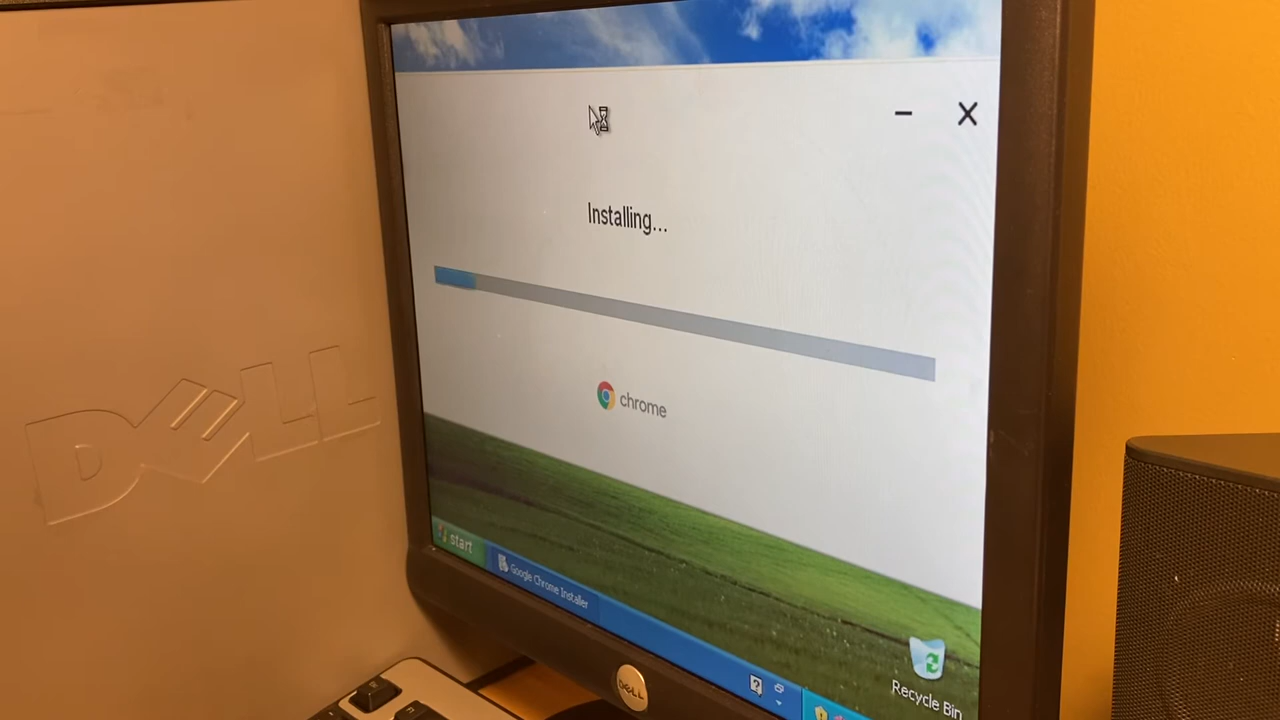 Installing...
chrome
DELL
start
Google Chrome Installer
Recycle Bin
DELL